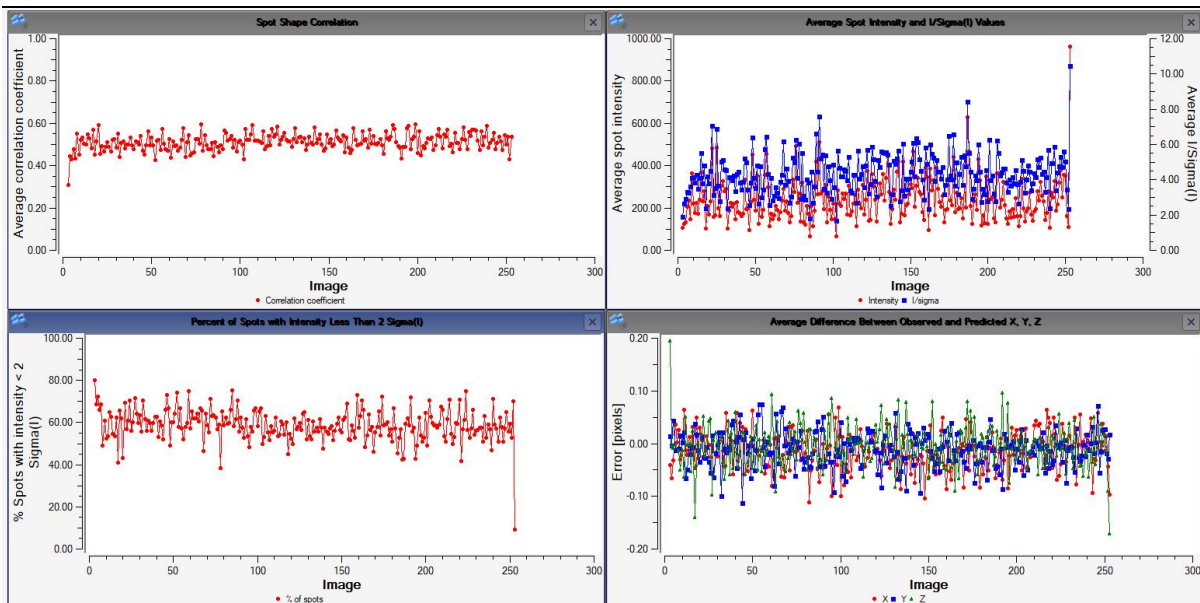 Spot Shape Correlation
Average correlation coefficient
1.00
0.80
0.60
0.40
0.20
0.00
0 50 100 150 200 250 300
Image
Correlation coefficient
Average Spot Intensity and I/Sigma(I) Values
Average spot intensity
1000.00
800.00
600.00
400.00
200.00
0.00
12.00
10.00
8.00
6.00
4.00
2.00
0.00
Average I/Sigma(I)
0 50 100 150 200 250 300
Image
Intensity I/sigma
Percent of Spots with Intensity Less Than 2 Sigma(I)
% Spots with intensity < 2
Sigma(I)
100.00
80.00
60.00
40.00
20.00
0.00
0 50 100 150 200 250 300
Image
% of spots
Average Difference Between Observed and Predicted X, Y, Z
Error [pixels]
0.20
0.10
0.00
-0.10
-0.20
0 50 100 150 200 250 300
Image
X Y Z